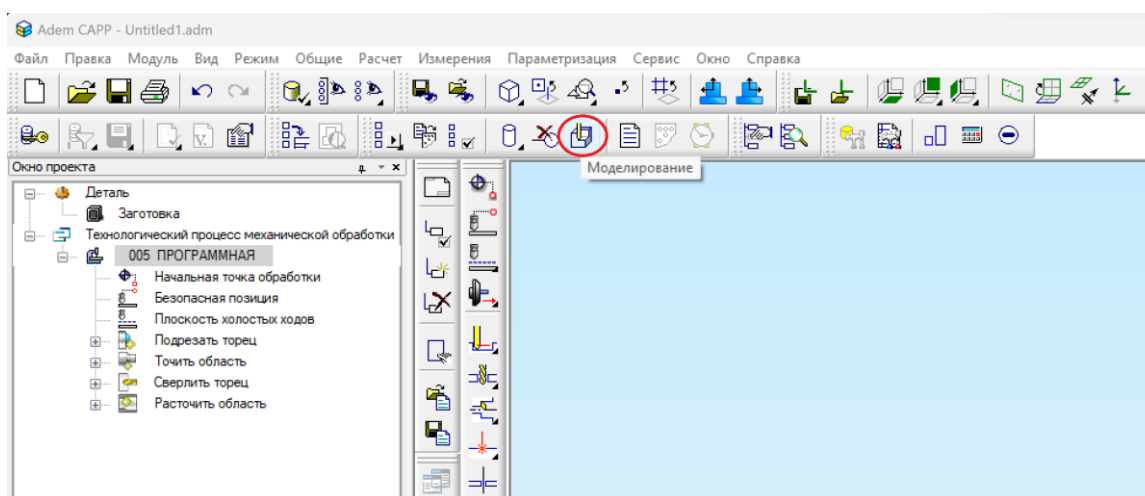 Adem CAPP - Untitled1.adm
Файл Правка Модуль Вид Режим Общие Расчет Измерения Параметризация Сервис Окно Справка
Окно проекта
Моделирование
Деталь
Заготовка
Технологический процесс механической обработки
005 ПРОГРАММНАЯ
Начальная точка обработки
Безопасная позиция
Плоскость холостых ходов
Подрезать торец
Точить область
Сверлить торец
Расточить область